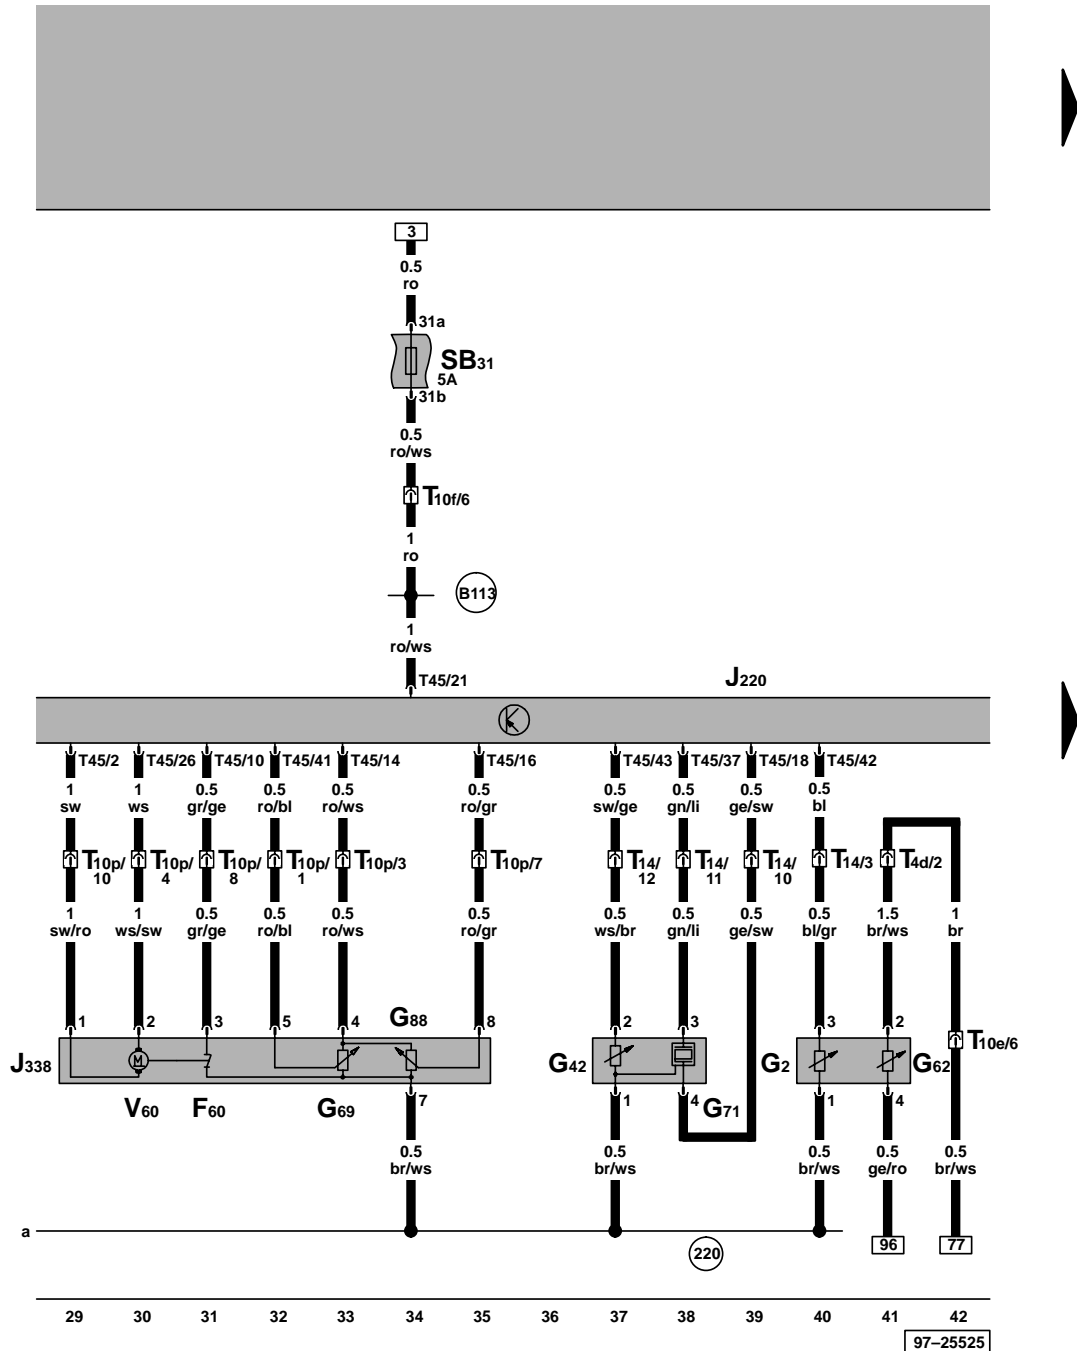 3
0.5
ro
31a
SB31
5A
31b
0.5
ro/ws
T10f/6
1
ro
B113
1
ro/ws
T45/21
J220
T45/2 T45/26 T45/10 T45/41 T45/14 T45/16 T45/43 T45/37 T45/18 T45/42
1 1 0.5 0.5 0.5 0.5 0.5 0.5 0.5 0.5
sw ws gr/ge ro/bl ro/ws ro/gr sw/ge gn/li ge/sw bl
T10p/10 T10p/4 T10p/8 T10p/1 T10p/3 T10p/7 T14/12 T14/11 T14/10 T14/3 T4d/2
1 1 0.5 0.5 0.5 0.5 0.5 0.5 0.5 0.5 1.5 1
sw/ro ws/sw gr/ge ro/bl ro/ws ro/gr ws/br gn/li ge/sw bl/gr br/ws br
1 2 3 5 4 G88 8 2 3 3 2
T10e/6
J338 M G42 G2 G62
V60 F60 G69 7 1 4 G71 1 4
0.5 0.5 0.5 0.5 0.5
br/ws br/ws br/ws ge/ro br/ws
a
220 96 77
29 30 31 32 33 34 35 36 37 38 39 40 41 42
97–25525